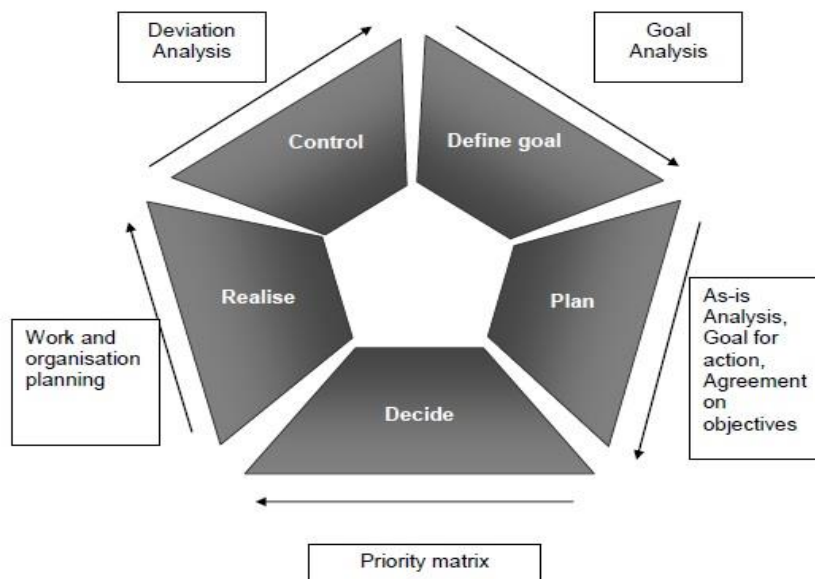 Deviation
Analysis
Goal
Analysis
Control
Define goal
Realise
Plan
Work and
organisation
planning
As-is
Analysis,
Goal for
action,
Agreement
on
objectives
Decide
Priority matrix